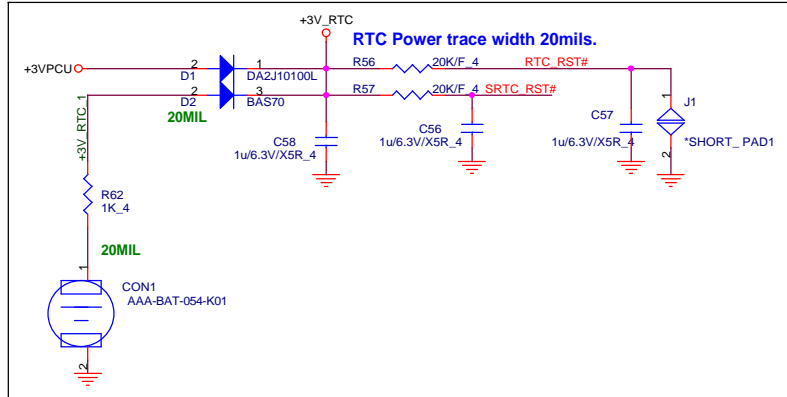 +3V_RTC
RTC Power trace width 20mils.
+3VPCU
2
1
D1
DA2J10100L
R56
20K/F_4
RTC_RST#
2
3
D2
BAS70
R57
20K/F_4
SRTC_RST#
20MIL
+3V_RTC_1
C58
1u/6.3V/X5R_4
C56
1u/6.3V/X5R_4
C57
1u/6.3V/X5R_4
1
J1
2
*SHORT_ PAD1
R62
1K_4
20MIL
1
CON1
AAA-BAT-054-K01
2